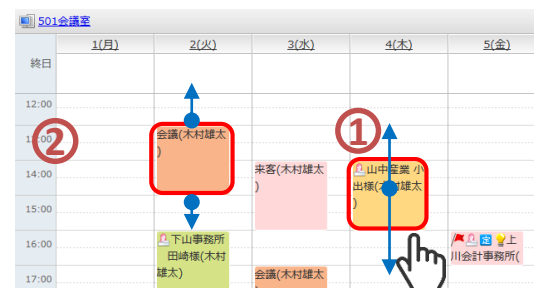 501会議室
1(月) 2(火) 3(水) 4(木) 5(金)
終日
12:00
②
会議(木村雄太
)
①
14:00
来客(木村雄太
)
山中産業 小
出様(木村雄太
)
15:00
16:00
下山事務所
田崎様(木村
雄太)
定 上
川会計事務所(
17:00
会議(木村雄太